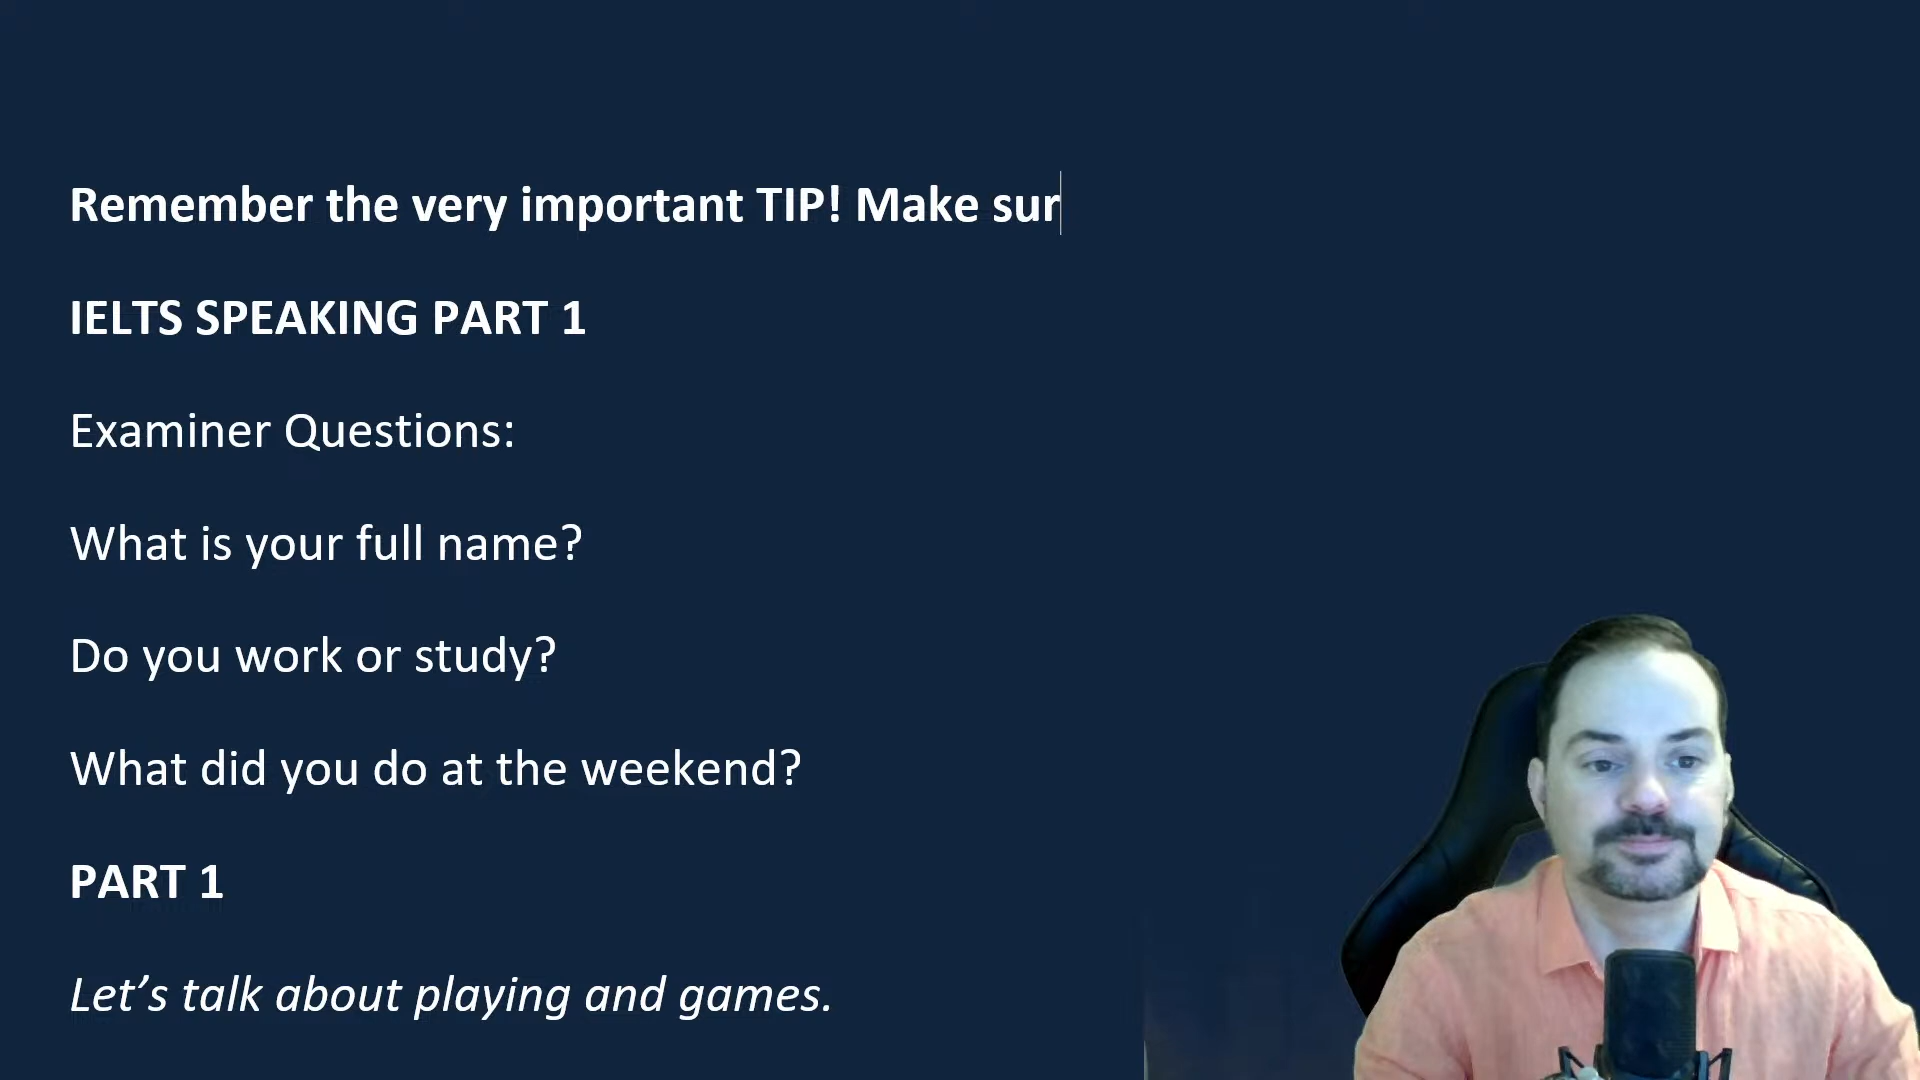 Remember the very important TIP! Make sur
IELTS SPEAKING PART 1
Examiner Questions:
What is your full name?
Do you work or study?
What did you do at the weekend?
PART 1
Let’s talk about playing and games.